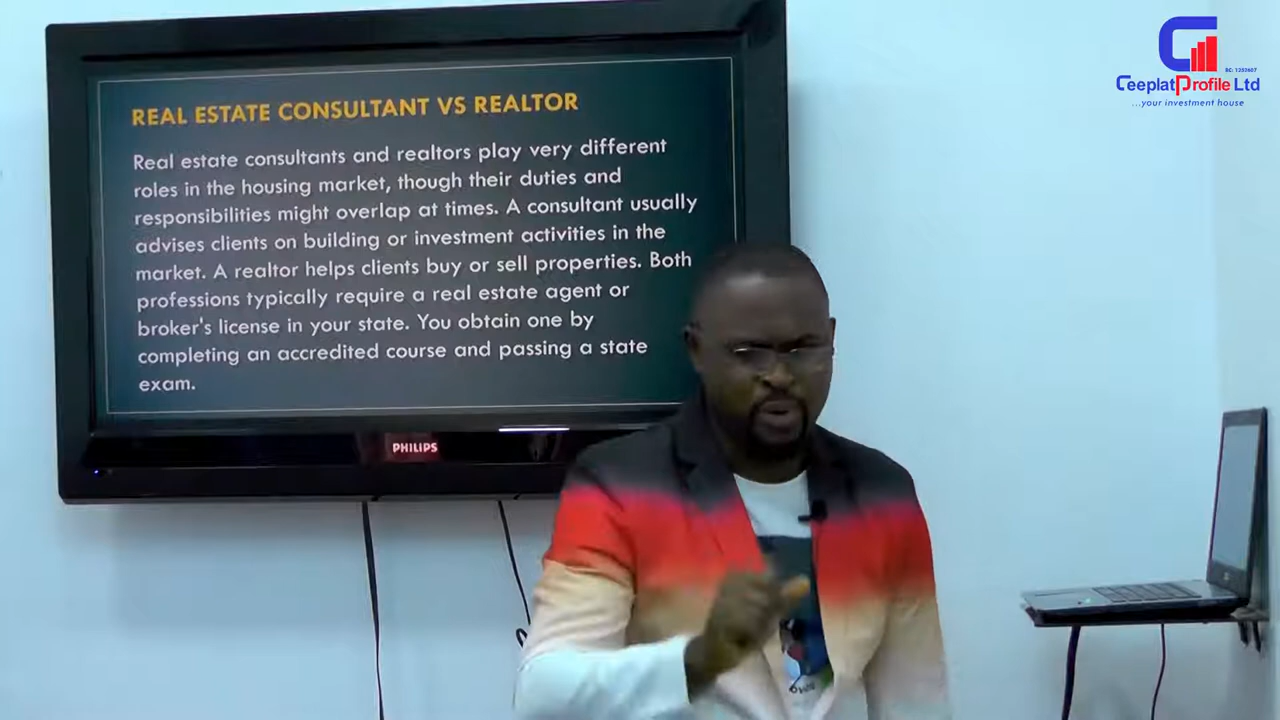 REAL ESTATE CONSULTANT VS REALTOR
Real estate consultants and realtors play very different
roles in the housing market, though their duties and
responsibilities might overlap at times. A consultant usually
advises clients on building or investment activities in the
market. A realtor helps clients buy or sell properties. Both
professions typically require a real estate agent or
broker's license in your state. You obtain one by
completing an accredited course and passing a state
exam.
PHILIPS
RC: 1252607
CeeplatProfile Ltd
...your investment house